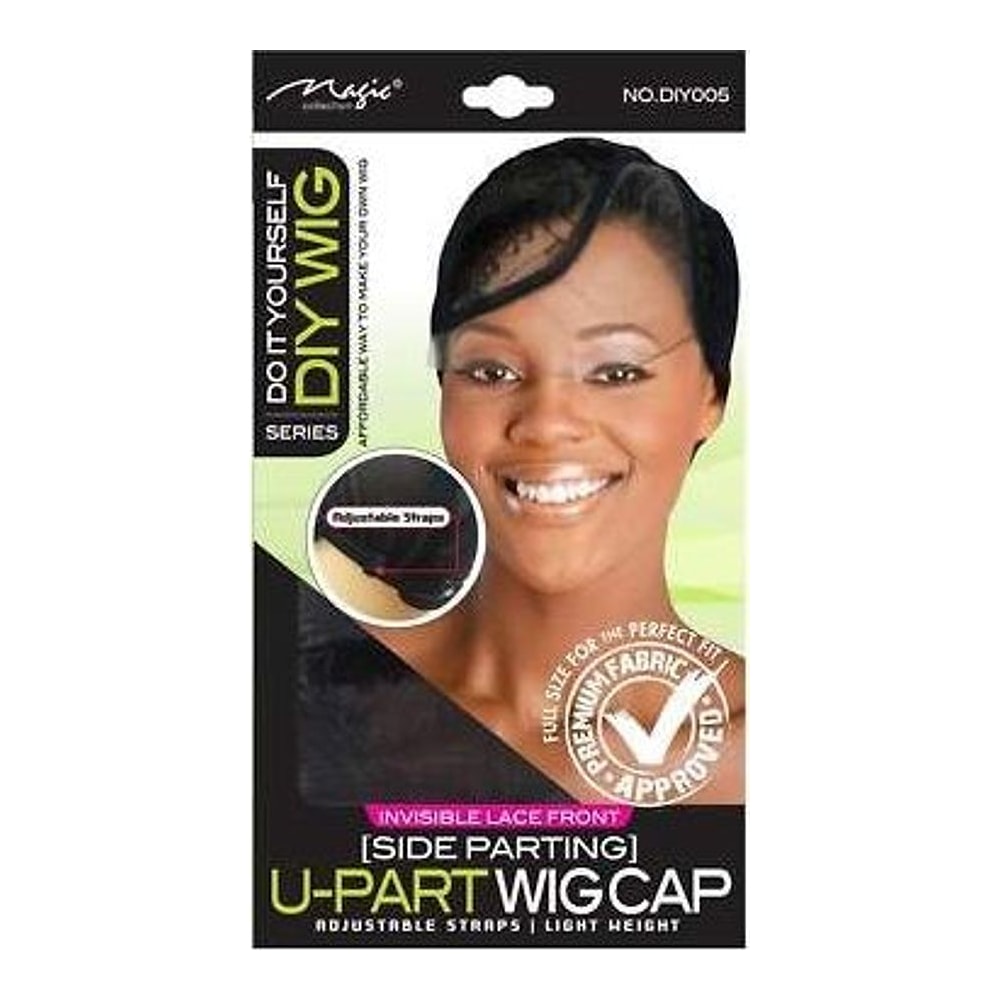 Magic®
collection
NO.DIY005
DO IT YOURSELF
DIY WIG
SERIES
AFFORDABLE WAY TO MAKE YOUR OWN WIG
Adjustable Straps
FULL SIZE FOR THE PERFECT FIT
PREMIUM FABRIC
APPROVED
INVISIBLE LACE FRONT
[SIDE PARTING]
U-PART WIG CAP
ADJUSTABLE STRAPS | LIGHT WEIGHT